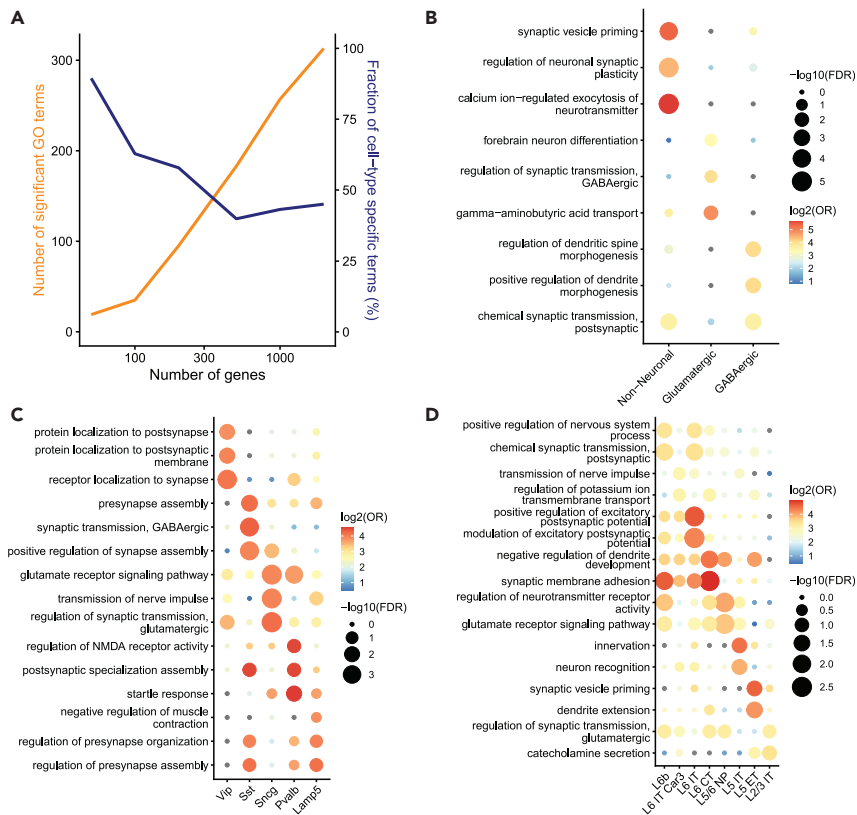 A
Number of significant GO terms
300
200
100
0
Fraction of cell-type specific
terms (%)
100
75
50
25
0
100
300
1000
Number of genes
B
synaptic vesicle priming
regulation of neuronal synaptic
plasticity
calcium ion-regulated exocytosis of
neurotransmitter
forebrain neuron differentiation
regulation of synaptic transmission,
GABAergic
gamma-aminobutyric acid transport
regulation of dendritic spine
morphogenesis
positive regulation of dendrite
morphogenesis
chemical synaptic transmission,
postsynaptic
Non-Neuronal
Glutamatergic
GABAergic
-log10(FDR)
0
1
2
3
4
5
log2(OR)
5
4
3
2
1
C
protein localization to postsynapse
protein localization to postsynaptic
membrane
receptor localization to synapse
presynapse assembly
synaptic transmission, GABAergic
positive regulation of synapse assembly
glutamate receptor signaling pathway
transmission of nerve impulse
regulation of synaptic transmission,
glutamatergic
regulation of NMDA receptor activity
postsynaptic specialization assembly
startle response
negative regulation of muscle
contraction
regulation of presynapse organization
regulation of presynapse assembly
Vip
Sst
Sncg
Pvalb
Lamp5
log2(OR)
4
3
2
1
-log10(FDR)
0
1
2
3
D
positive regulation of nervous system
process
chemical synaptic transmission,
postsynaptic
transmission of nerve impulse
regulation of potassium ion
transmembrane transport
positive regulation of excitatory
postsynaptic potential
modulation of excitatory postsynaptic
potential
negative regulation of dendrite
development
synaptic membrane adhesion
regulation of neurotransmitter receptor
activity
glutamate receptor signaling pathway
innervation
neuron recognition
synaptic vesicle priming
dendrite extension
regulation of synaptic transmission,
glutamatergic
catecholamine secretion
L6b
L6 IT Car3
L6 IT
L6 CT
L5/6 NP
L5 IT
L5 ET
L2/3 IT
log2(OR)
4
3
2
1
-log10(FDR)
0.0
0.5
1.0
1.5
2.0
2.5